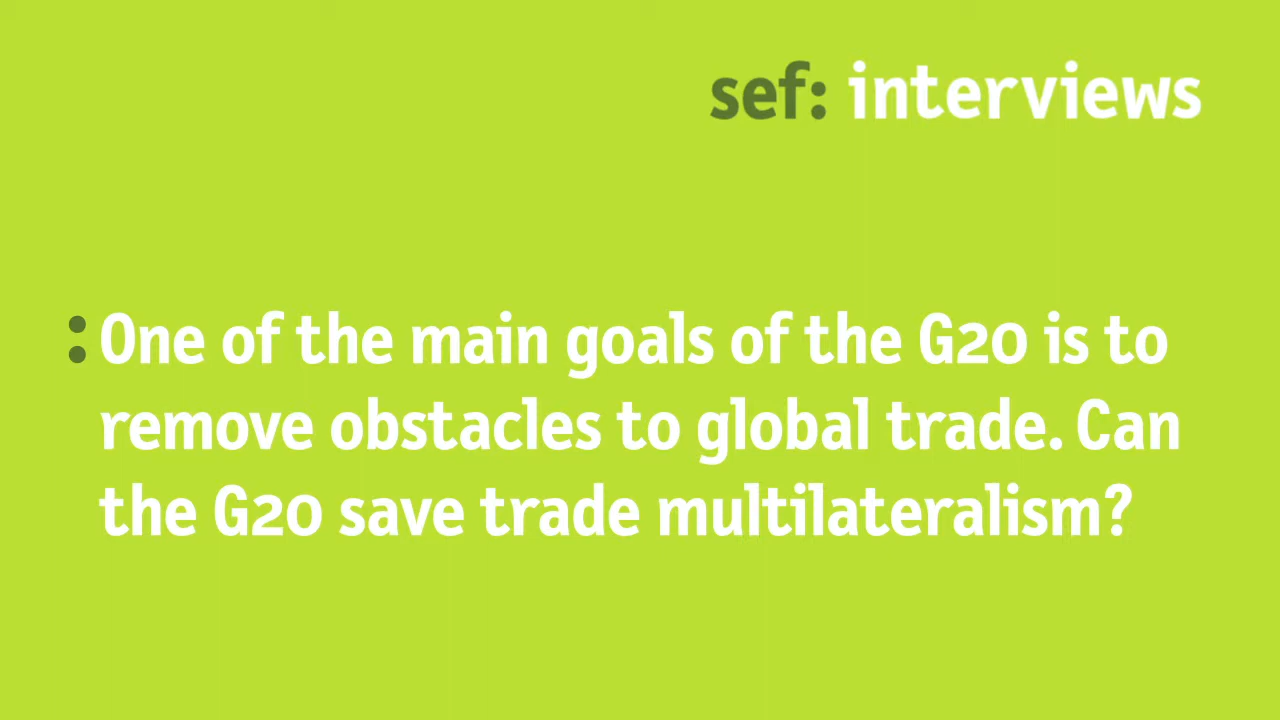 sef: interviews
: One of the main goals of the G20 is to
remove obstacles to global trade. Can
the G20 save trade multilateralism?